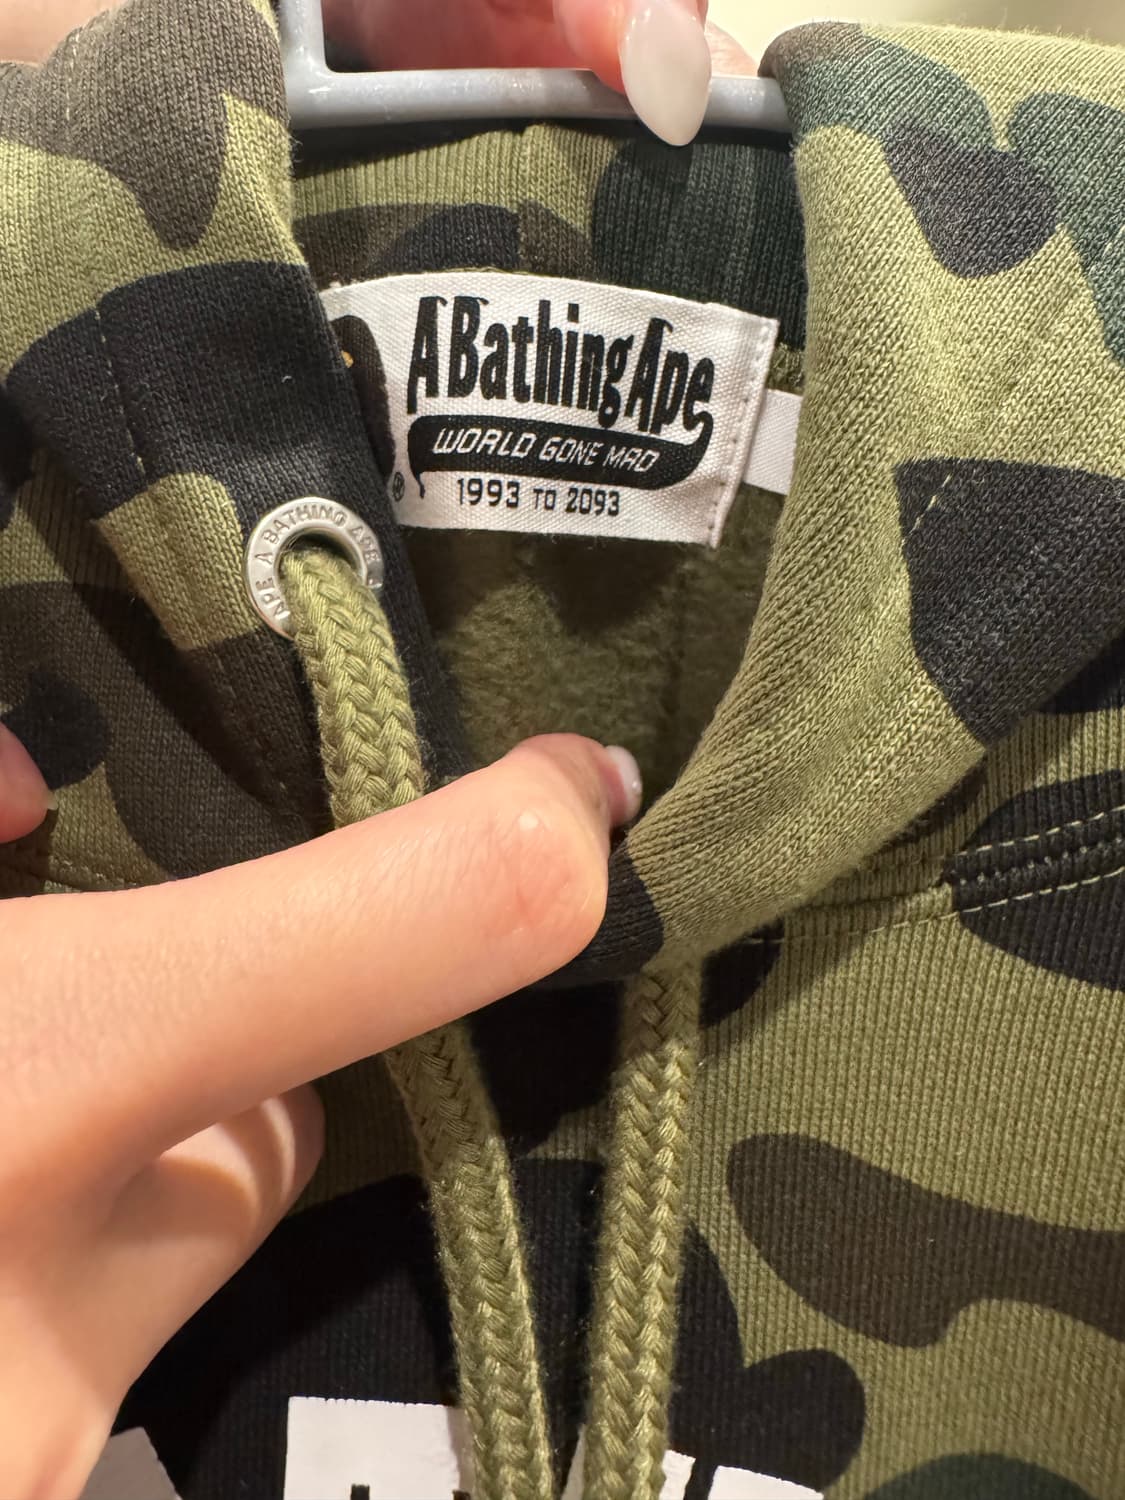 A Bathing Ape
WORLD GONE MAD
®
1993 TO 2093
APE A BATHING APE